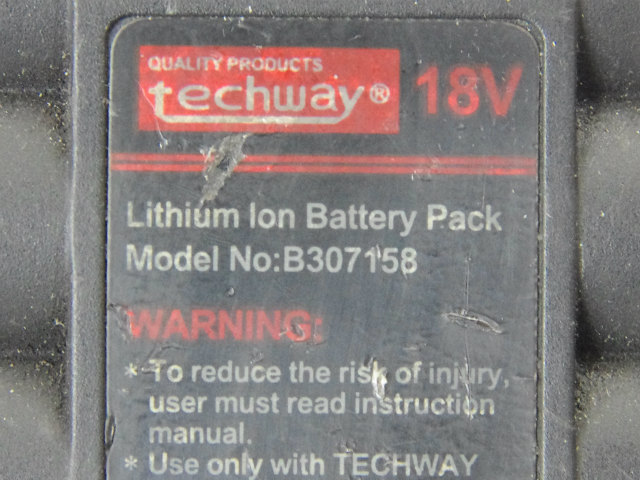 QUALITY PRODUCTS
techway® 18V
Lithium Ion Battery Pack
Model No:B307158
WARNING:
* To reduce the risk of injury,
user must read instruction
manual.
* Use only with TECHWAY